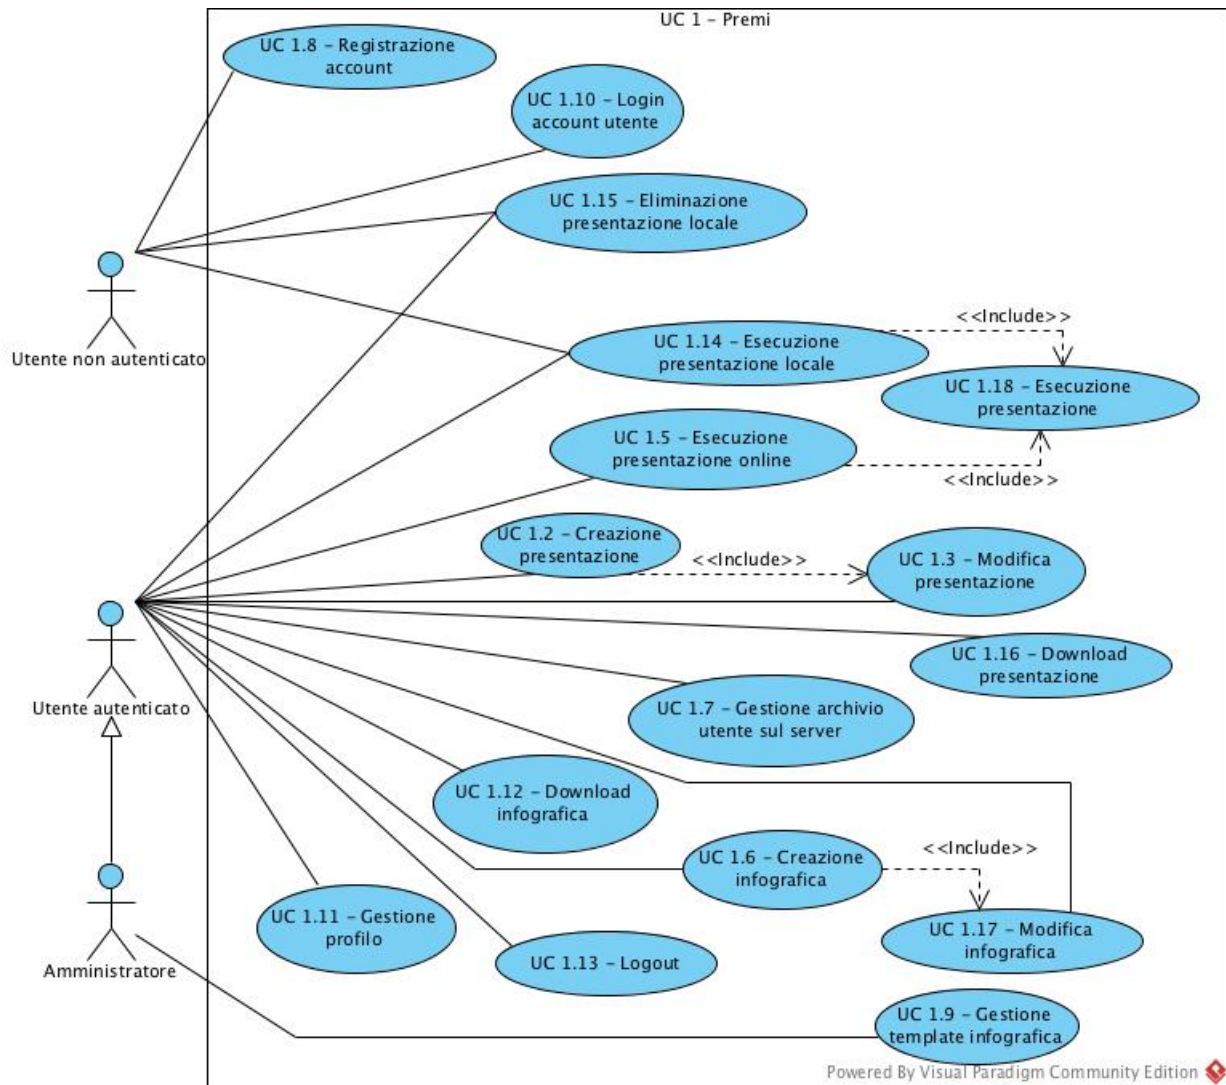 UC 1 – Premi
UC 1.8 – Registrazione
account
UC 1.10 – Login
account utente
UC 1.15 – Eliminazione
presentazione locale
Utente non autenticato
<<Include>>
UC 1.14 – Esecuzione
presentazione locale
UC 1.18 – Esecuzione
presentazione
UC 1.5 – Esecuzione
presentazione online
<<Include>>
UC 1.2 – Creazione
presentazione
<<Include>>
UC 1.3 – Modifica
presentazione
UC 1.16 – Download
presentazione
Utente autenticato
UC 1.7 – Gestione archivio
utente sul server
UC 1.12 – Download
infografica
UC 1.6 – Creazione
infografica
<<Include>>
UC 1.11 – Gestione
profilo
UC 1.17 – Modifica
infografica
UC 1.13 – Logout
Amministratore
UC 1.9 – Gestione
template infografica
Powered By Visual Paradigm Community Edition